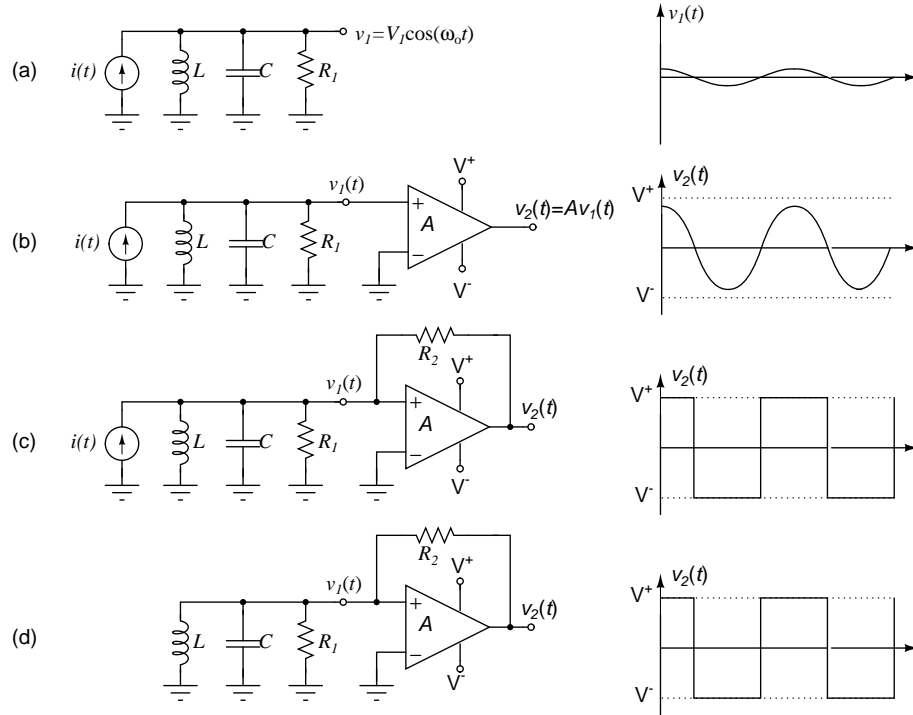 v₁(t)
(a)
i(t)
L
C
R₁
v₁=V₁cos(ω₀t)
(b)
i(t)
L
C
R₁
v₁(t)
+
−
A
V⁺
V⁻
v₂(t)=Av₁(t)
v₂(t)
V⁺
V⁻
(c)
i(t)
L
C
R₁
v₁(t)
R₂
+
−
A
V⁺
V⁻
v₂(t)
v₂(t)
V⁺
V⁻
(d)
L
C
R₁
v₁(t)
R₂
+
−
A
V⁺
V⁻
v₂(t)
v₂(t)
V⁺
V⁻